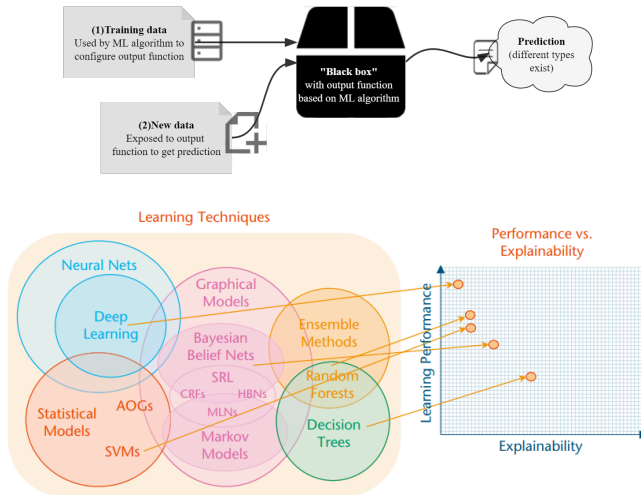 (1)Training data
Used by ML algorithm to
configure output function
"Black box"
with output function
based on ML algorithm
Prediction
(different types
exist)
(2)New data
Exposed to output
function to get prediction
Learning Techniques
Neural Nets
Deep
Learning
Graphical
Models
Bayesian
Belief Nets
SRL
CRFs HBNs
MLNs
Markov
Models
Ensemble
Methods
Random
Forests
Decision
Trees
Statistical
Models
AOGs
SVMs
Performance vs.
Explainability
Learning Performance
Explainability